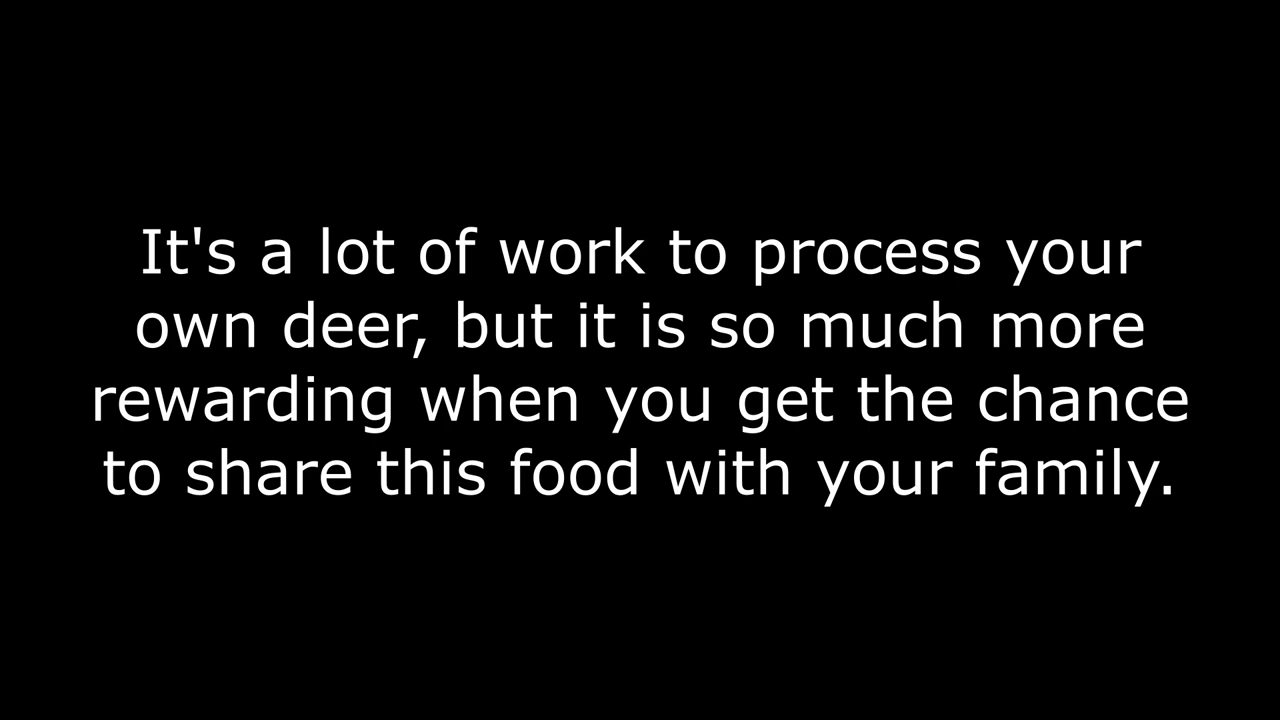 It's a lot of work to process your
own deer, but it is so much more
rewarding when you get the chance
to share this food with your family.